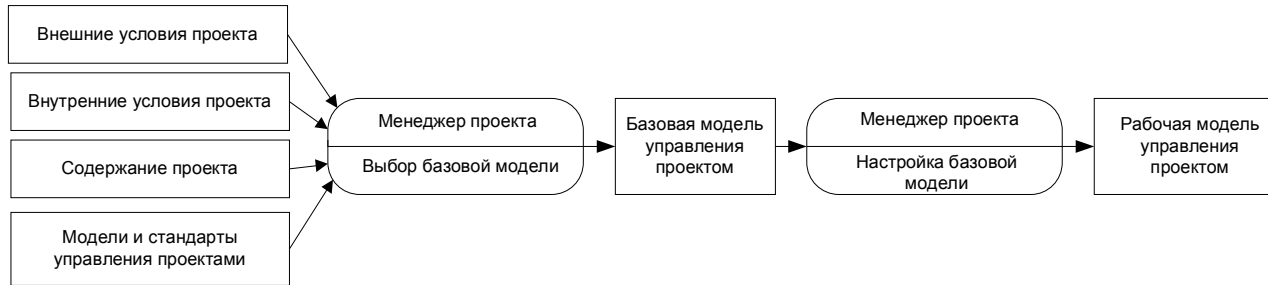 Внешние условия проекта
Внутренние условия проекта
Содержание проекта
Модели и стандарты
управления проектами
Менеджер проекта
Выбор базовой модели
Базовая модель
управления
проектом
Менеджер проекта
Настройка базовой
модели
Рабочая модель
управления
проектом